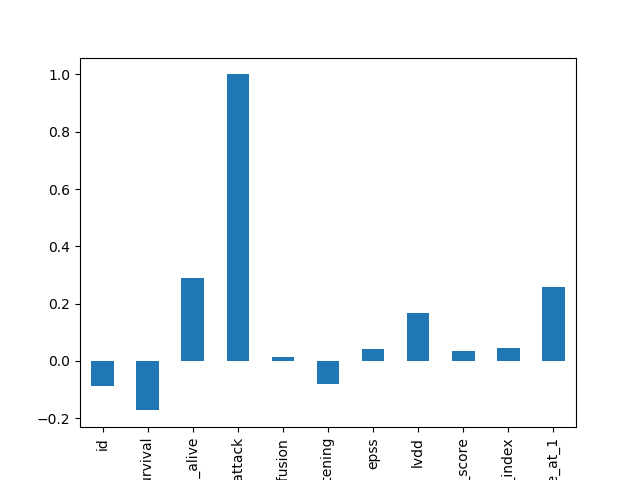 1.0
0.8
0.6
0.4
0.2
0.0
−0.2
id
urvival
_alive
attack
fusion
tening
epss
lvdd
_score
_index
e_at_1